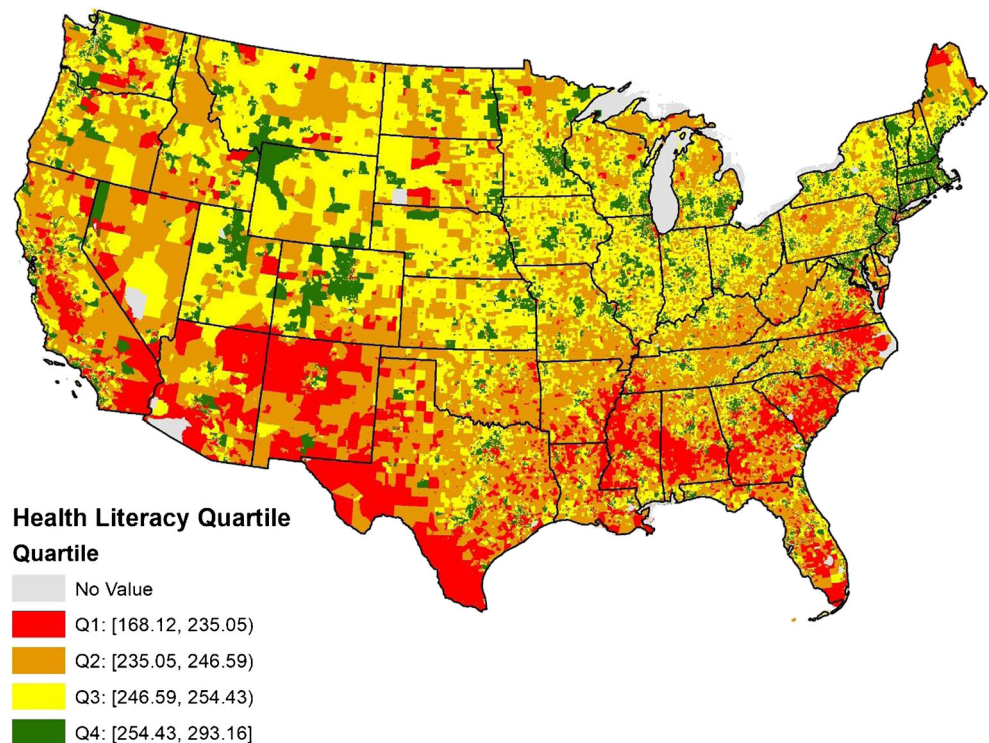 Health Literacy Quartile
Quartile
No Value
Q1: [168.12, 235.05)
Q2: [235.05, 246.59)
Q3: [246.59, 254.43)
Q4: [254.43, 293.16]